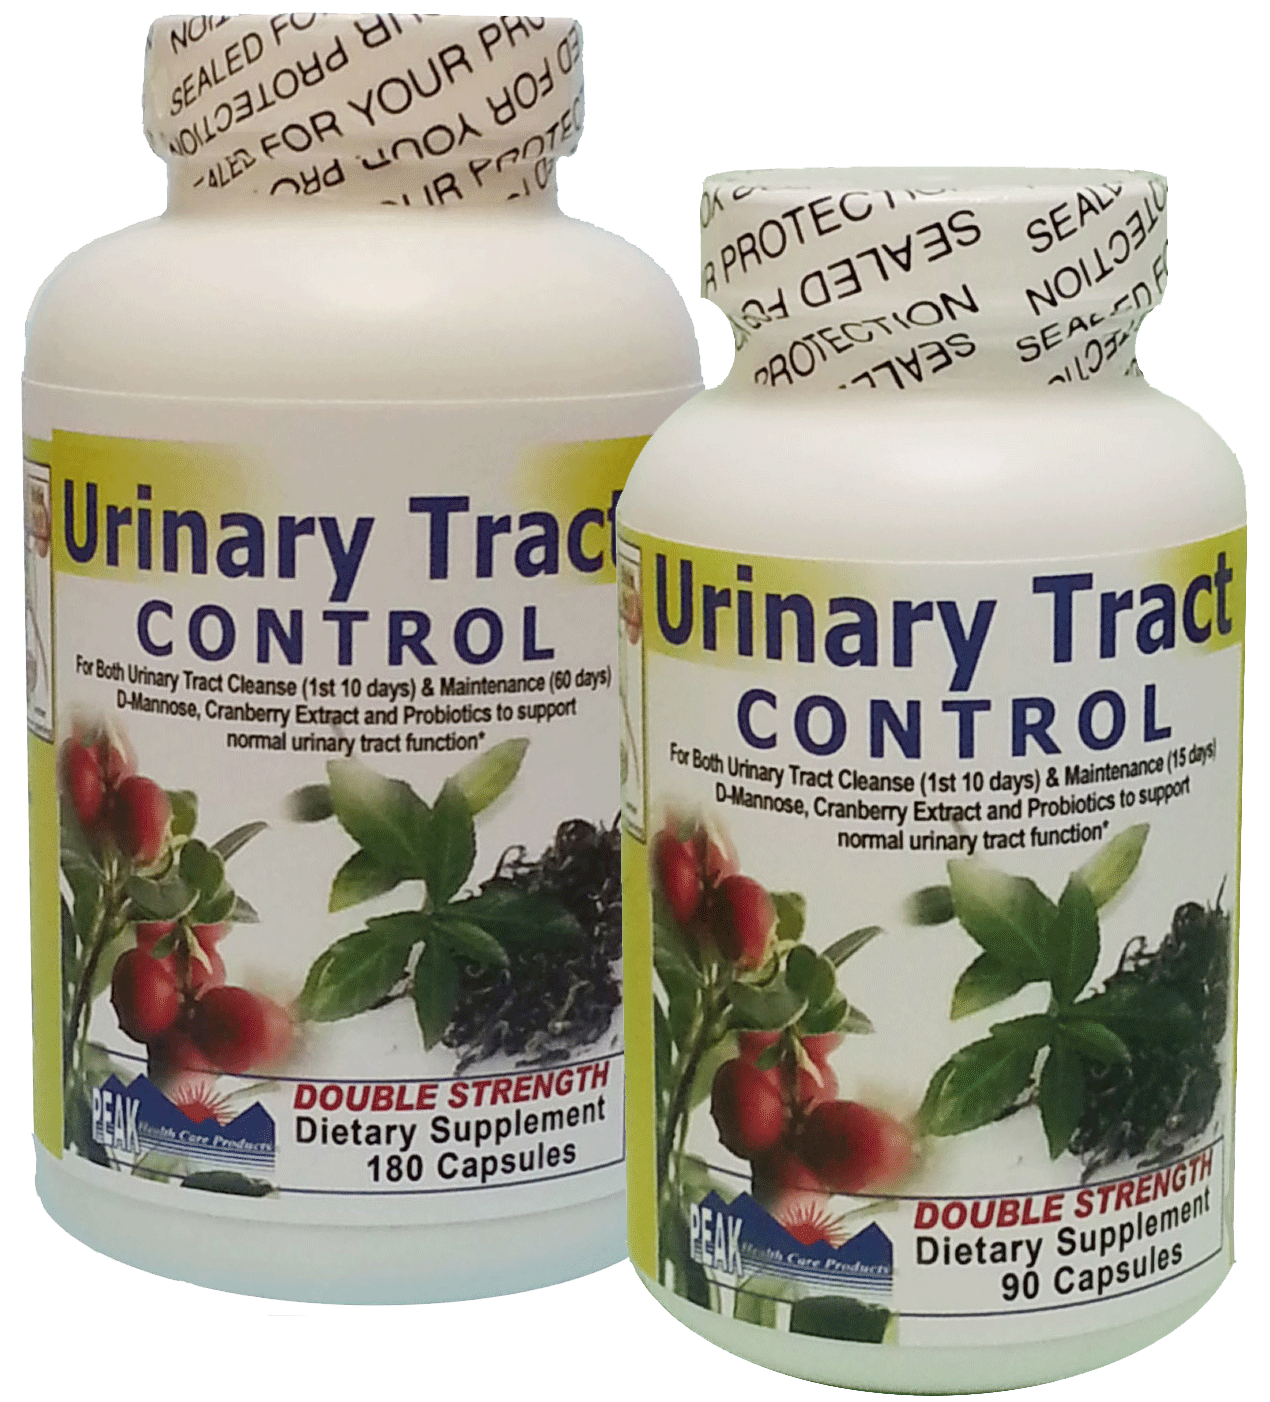 SEALED FOR
PROTECTION
FOR YOUR PRO
Urinary Tract
CONTROL
For Both Urinary Tract Cleanse (1st 10 days) & Maintenance (60 days)
D-Mannose, Cranberry Extract and Probiotics to support
normal urinary tract function*
PEAK
Health Care Products
DOUBLE STRENGTH
Dietary Supplement
180 Capsules
PROTECTION
SEALED FO
SEALED
PROTECTION
Urinary Tract
CONTROL
For Both Urinary Tract Cleanse (1st 10 days) & Maintenance (15 days)
D-Mannose, Cranberry Extract and Probiotics to support
normal urinary tract function*
PEAK
Health Care Products
DOUBLE STRENGTH
Dietary Supplement
90 Capsules